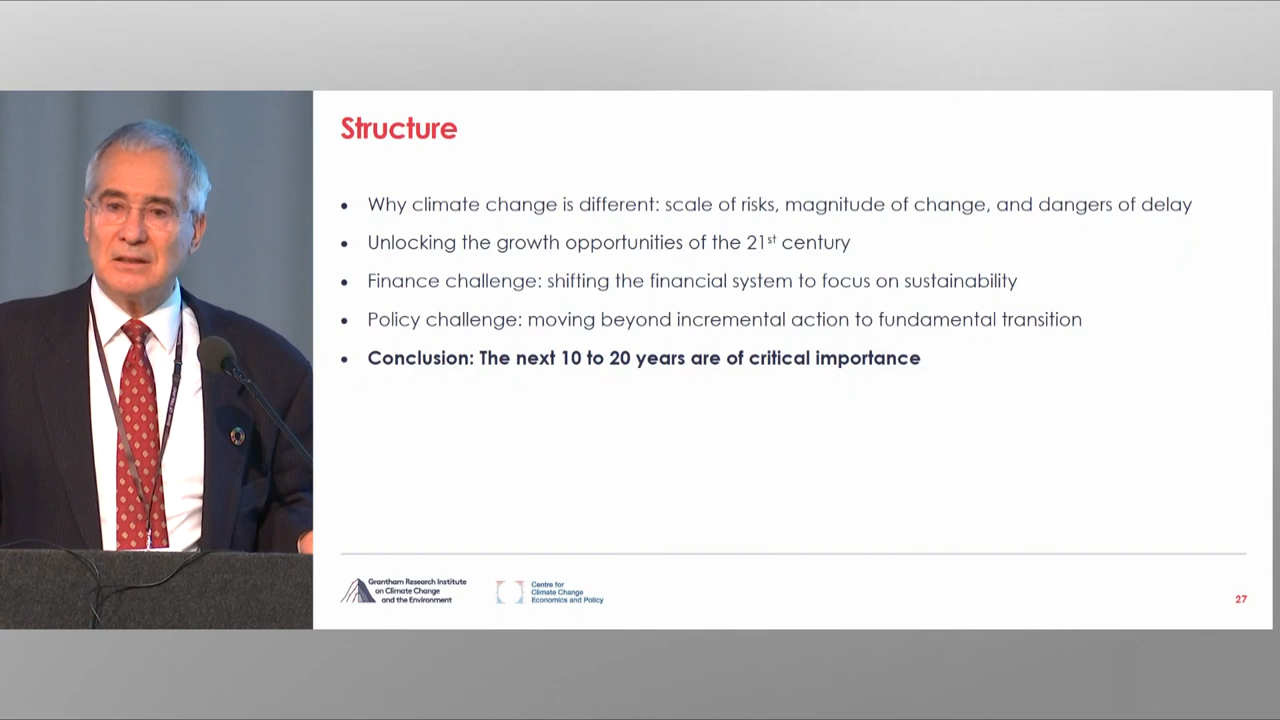 Structure
• Why climate change is different: scale of risks, magnitude of change, and dangers of delay
• Unlocking the growth opportunities of the 21st century
• Finance challenge: shifting the financial system to focus on sustainability
• Policy challenge: moving beyond incremental action to fundamental transition
• Conclusion: The next 10 to 20 years are of critical importance
Grantham Research Institute
on Climate Change
and the Environment
Centre for
Climate Change
Economics and Policy
27